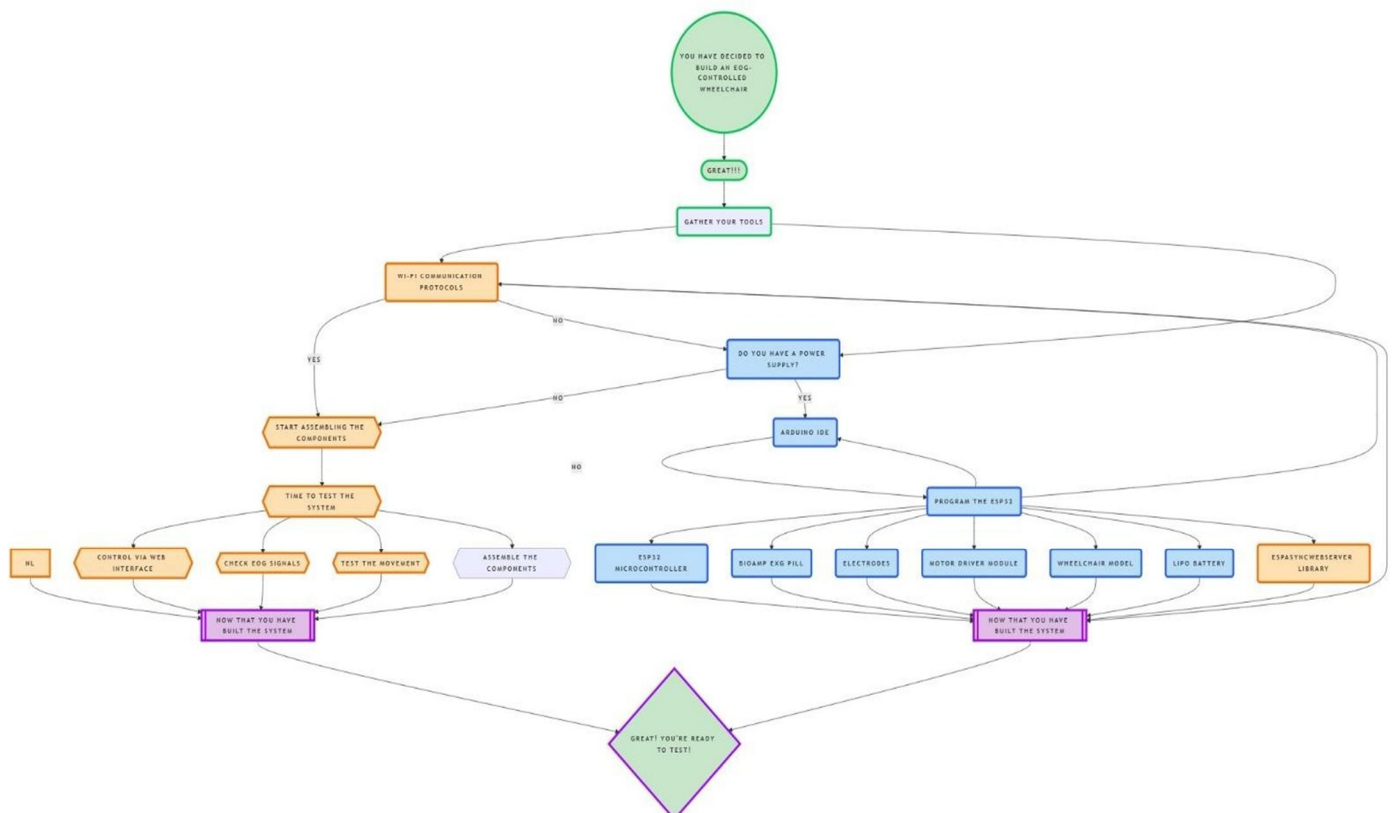 YOU HAVE DECIDED TO
BUILD AN EOG-
CONTROLLED
WHEELCHAIR
GREAT!!!
GATHER YOUR TOOLS
WI-FI COMMUNICATION
PROTOCOLS
NO
DO YOU HAVE A POWER
SUPPLY?
YES
NO
YES
START ASSEMBLING THE
COMPONENTS
ARDUINO IDE
NO
TIME TO TEST THE
SYSTEM
PROGRAM THE ESP32
NL
CONTROL VIA WEB
INTERFACE
CHECK EOG SIGNALS
TEST THE MOVEMENT
ASSEMBLE THE
COMPONENTS
ESP32
MICROCONTROLLER
BIOAMP EXG PILL
ELECTRODES
MOTOR DRIVER MODULE
WHEELCHAIR MODEL
LIPO BATTERY
ESPASYNCWEBSERVER
LIBRARY
NOW THAT YOU HAVE
BUILT THE SYSTEM
NOW THAT YOU HAVE
BUILT THE SYSTEM
GREAT! YOU'RE READY
TO TEST!